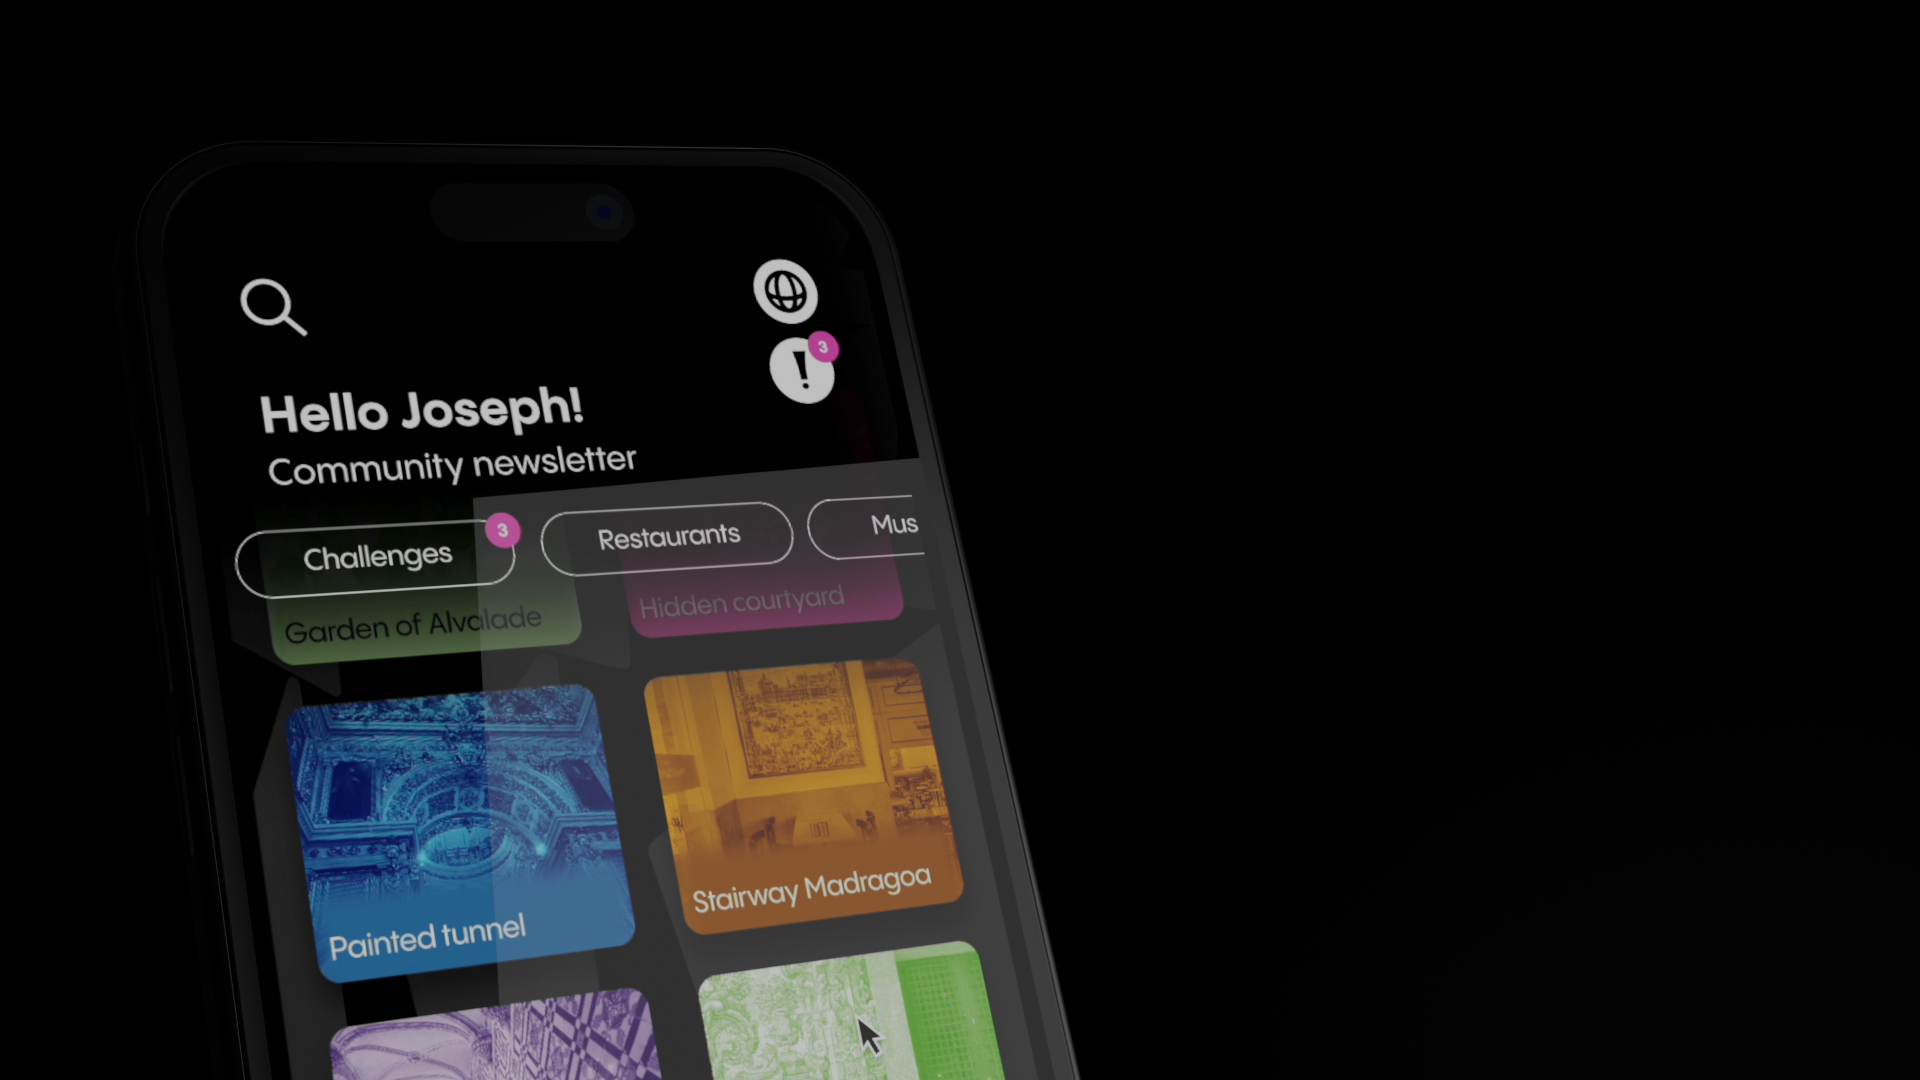 3
Hello Joseph!
Community newsletter
Challenges
3
Restaurants
Mus
Garden of Alvalade
Hidden courtyard
Painted tunnel
Stairway Madragoa